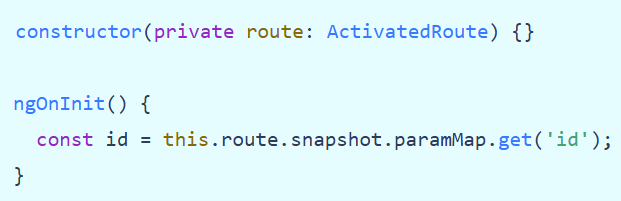 constructor(private route: ActivatedRoute) {}

ngOnInit() {
  const id = this.route.snapshot.paramMap.get('id');
}